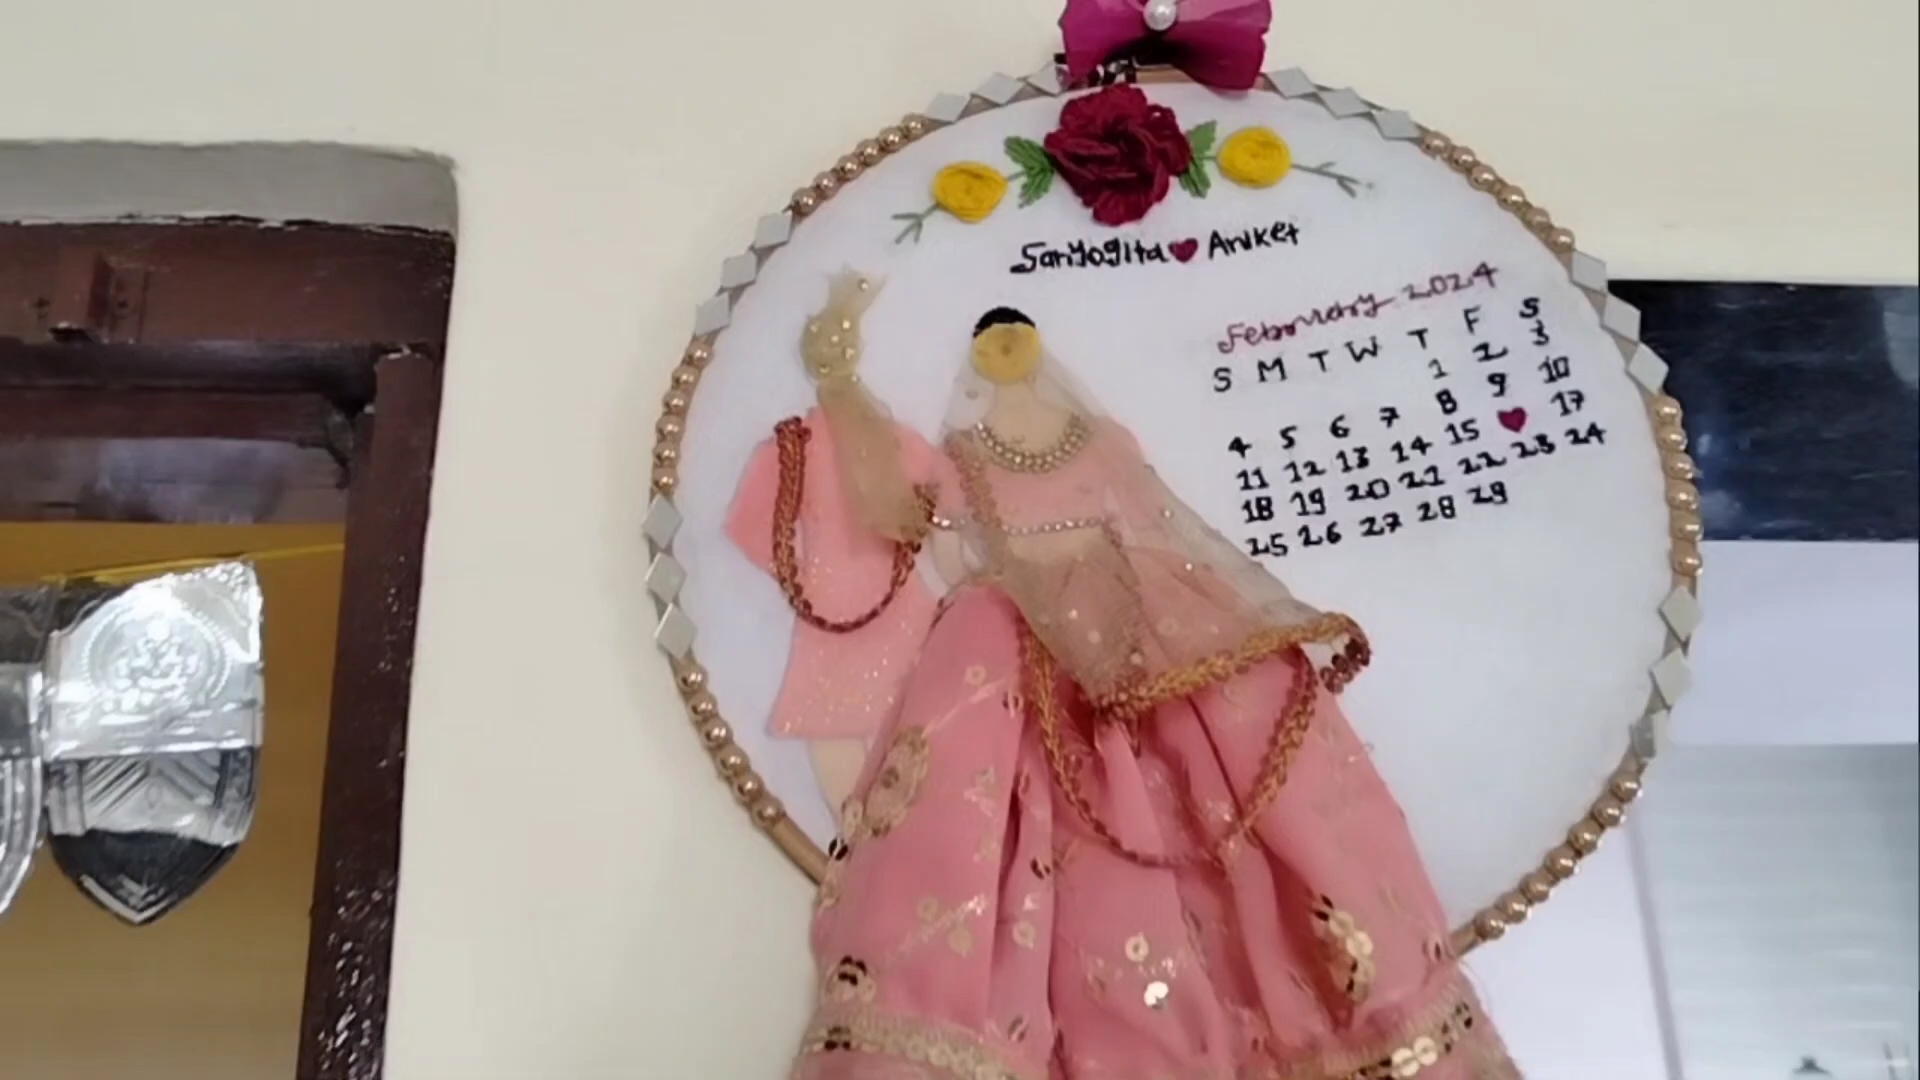 Sanyogita ♥ Aniket
February 2024
S M T W T F S
1 2 3
4 5 6 7 8 9 10
11 12 13 14 15 ♥ 17
18 19 20 21 22 23 24
25 26 27 28 29